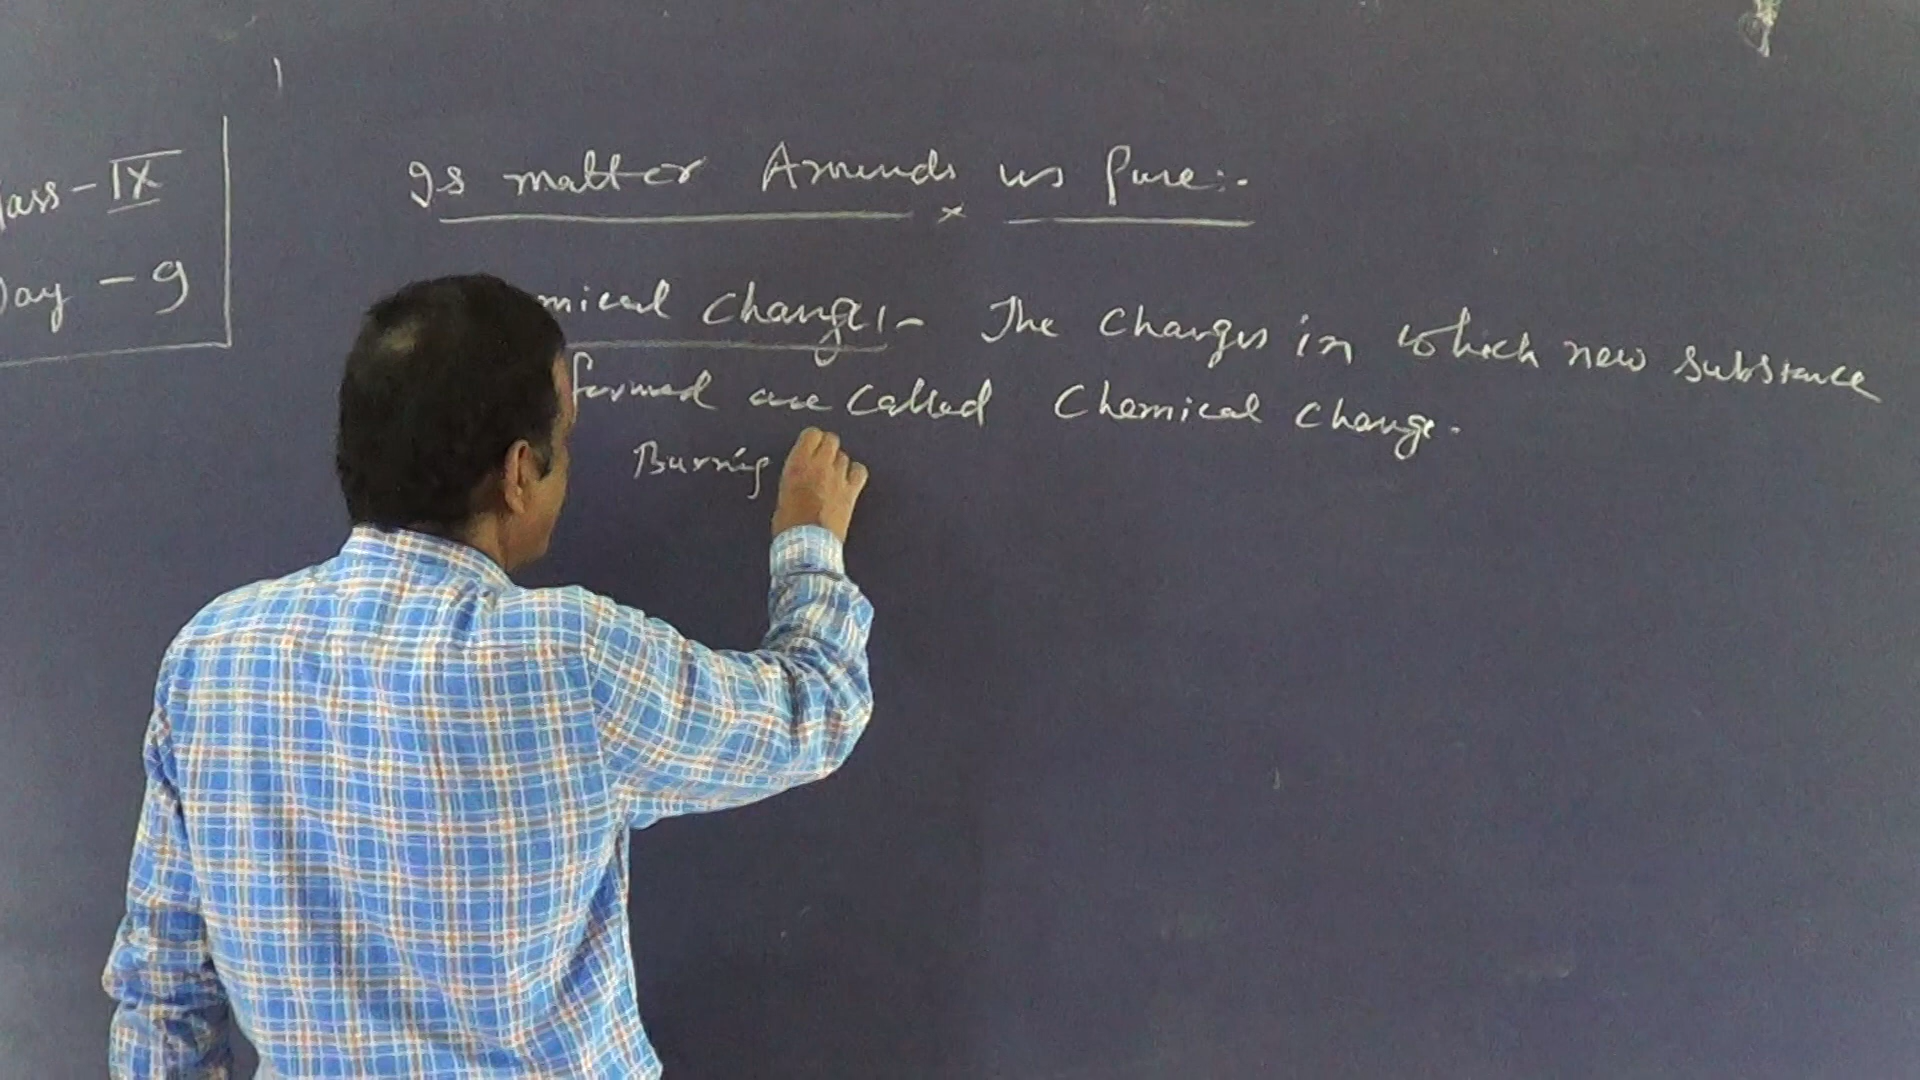 lass - IX
Day - 9
Is matter Arounds us Pure:-
mical change:- The changes in which new substance
formed are called Chemical change.
Burning